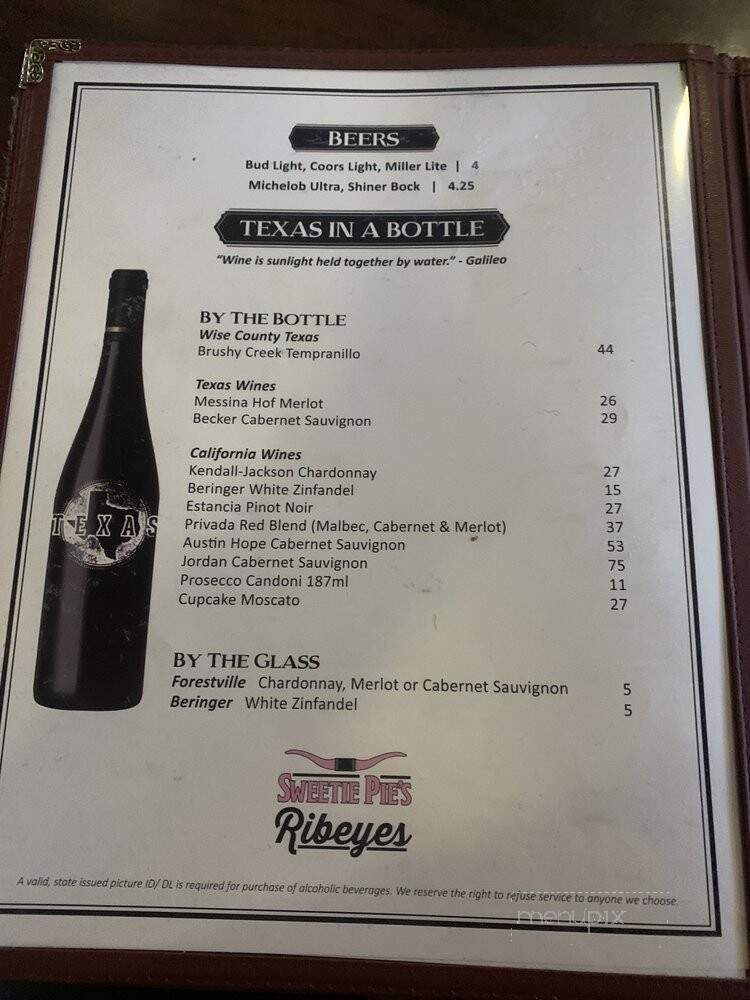 BEERS
Bud Light, Coors Light, Miller Lite | 4
Michelob Ultra, Shiner Bock | 4.25
TEXAS IN A BOTTLE
"Wine is sunlight held together by water." - Galileo
BY THE BOTTLE
Wise County Texas
Brushy Creek Tempranillo 44
Texas Wines
Messina Hof Merlot 26
Becker Cabernet Sauvignon 29
California Wines
Kendall-Jackson Chardonnay 27
Beringer White Zinfandel 15
Estancia Pinot Noir 27
Privada Red Blend (Malbec, Cabernet & Merlot) 37
Austin Hope Cabernet Sauvignon 53
Jordan Cabernet Sauvignon 75
Prosecco Candoni 187ml 11
Cupcake Moscato 27
TEXAS
BY THE GLASS
Forestville Chardonnay, Merlot or Cabernet Sauvignon 5
Beringer White Zinfandel 5
SWEETIE PIE'S
Ribeyes
A valid, state issued picture ID/ DL is required for purchase of alcoholic beverages. We reserve the right to refuse service to anyone we choose.
menupix